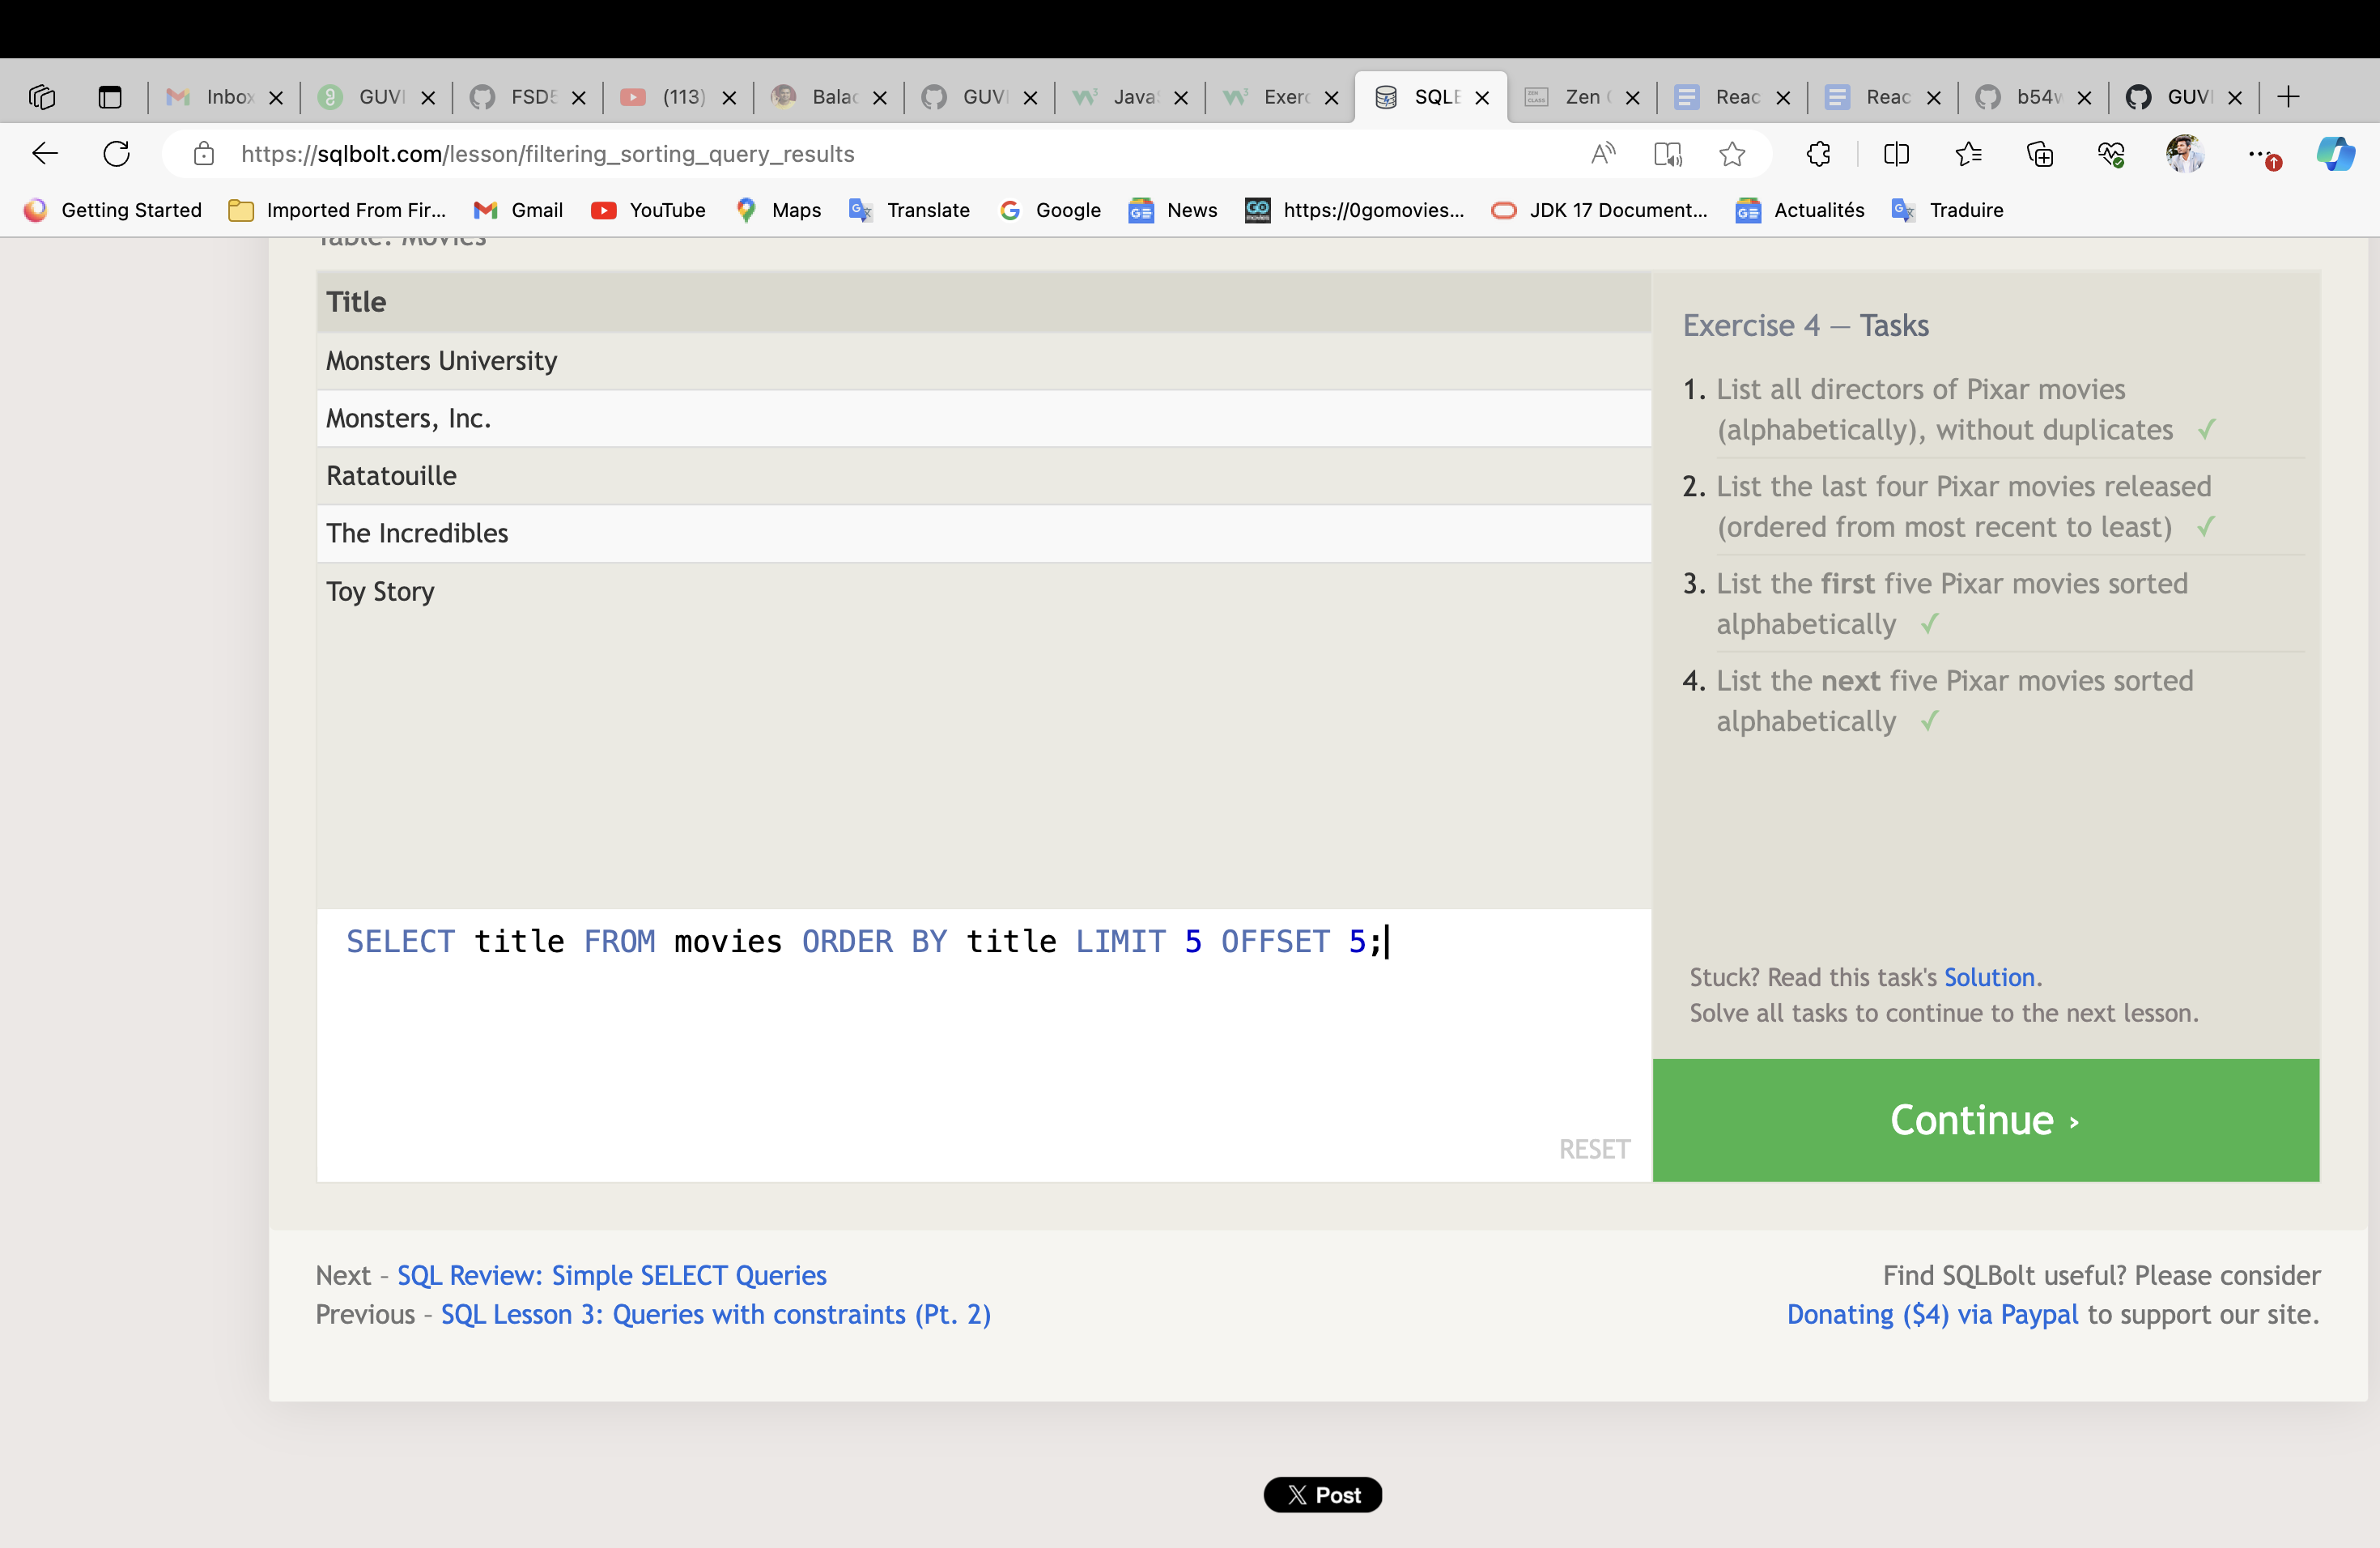 Inbox
GUVI
FSD5
(113)
Balac
GUVI
Java
Exerc
SQLB
Zen
Reac
Reac
b54w
GUVI
https://sqlbolt.com/lesson/filtering_sorting_query_results
Getting Started
Imported From Fir...
Gmail
YouTube
Maps
Translate
Google
News
https://0gomovies...
JDK 17 Document...
Actualités
Traduire
Table: Movies
Title
Monsters University
Monsters, Inc.
Ratatouille
The Incredibles
Toy Story
SELECT title FROM movies ORDER BY title LIMIT 5 OFFSET 5;
RESET
Exercise 4 — Tasks
1. List all directors of Pixar movies
(alphabetically), without duplicates ✓
2. List the last four Pixar movies released
(ordered from most recent to least) ✓
3. List the first five Pixar movies sorted
alphabetically ✓
4. List the next five Pixar movies sorted
alphabetically ✓
Stuck? Read this task's Solution.
Solve all tasks to continue to the next lesson.
Continue ›
Next – SQL Review: Simple SELECT Queries
Previous – SQL Lesson 3: Queries with constraints (Pt. 2)
Find SQLBolt useful? Please consider
Donating ($4) via Paypal to support our site.
X Post